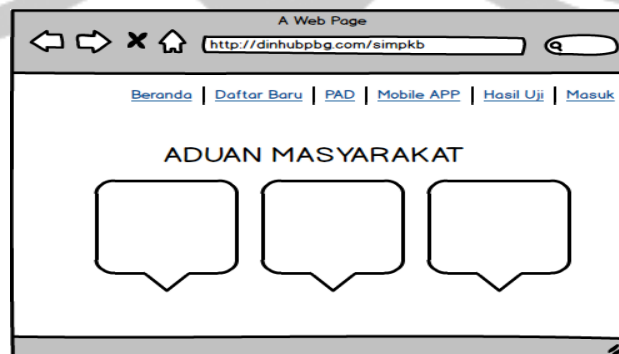 A Web Page
http://dinhubpbg.com/simpkb
Beranda | Daftar Baru | PAD | Mobile APP | Hasil Uji | Masuk
ADUAN MASYARAKAT